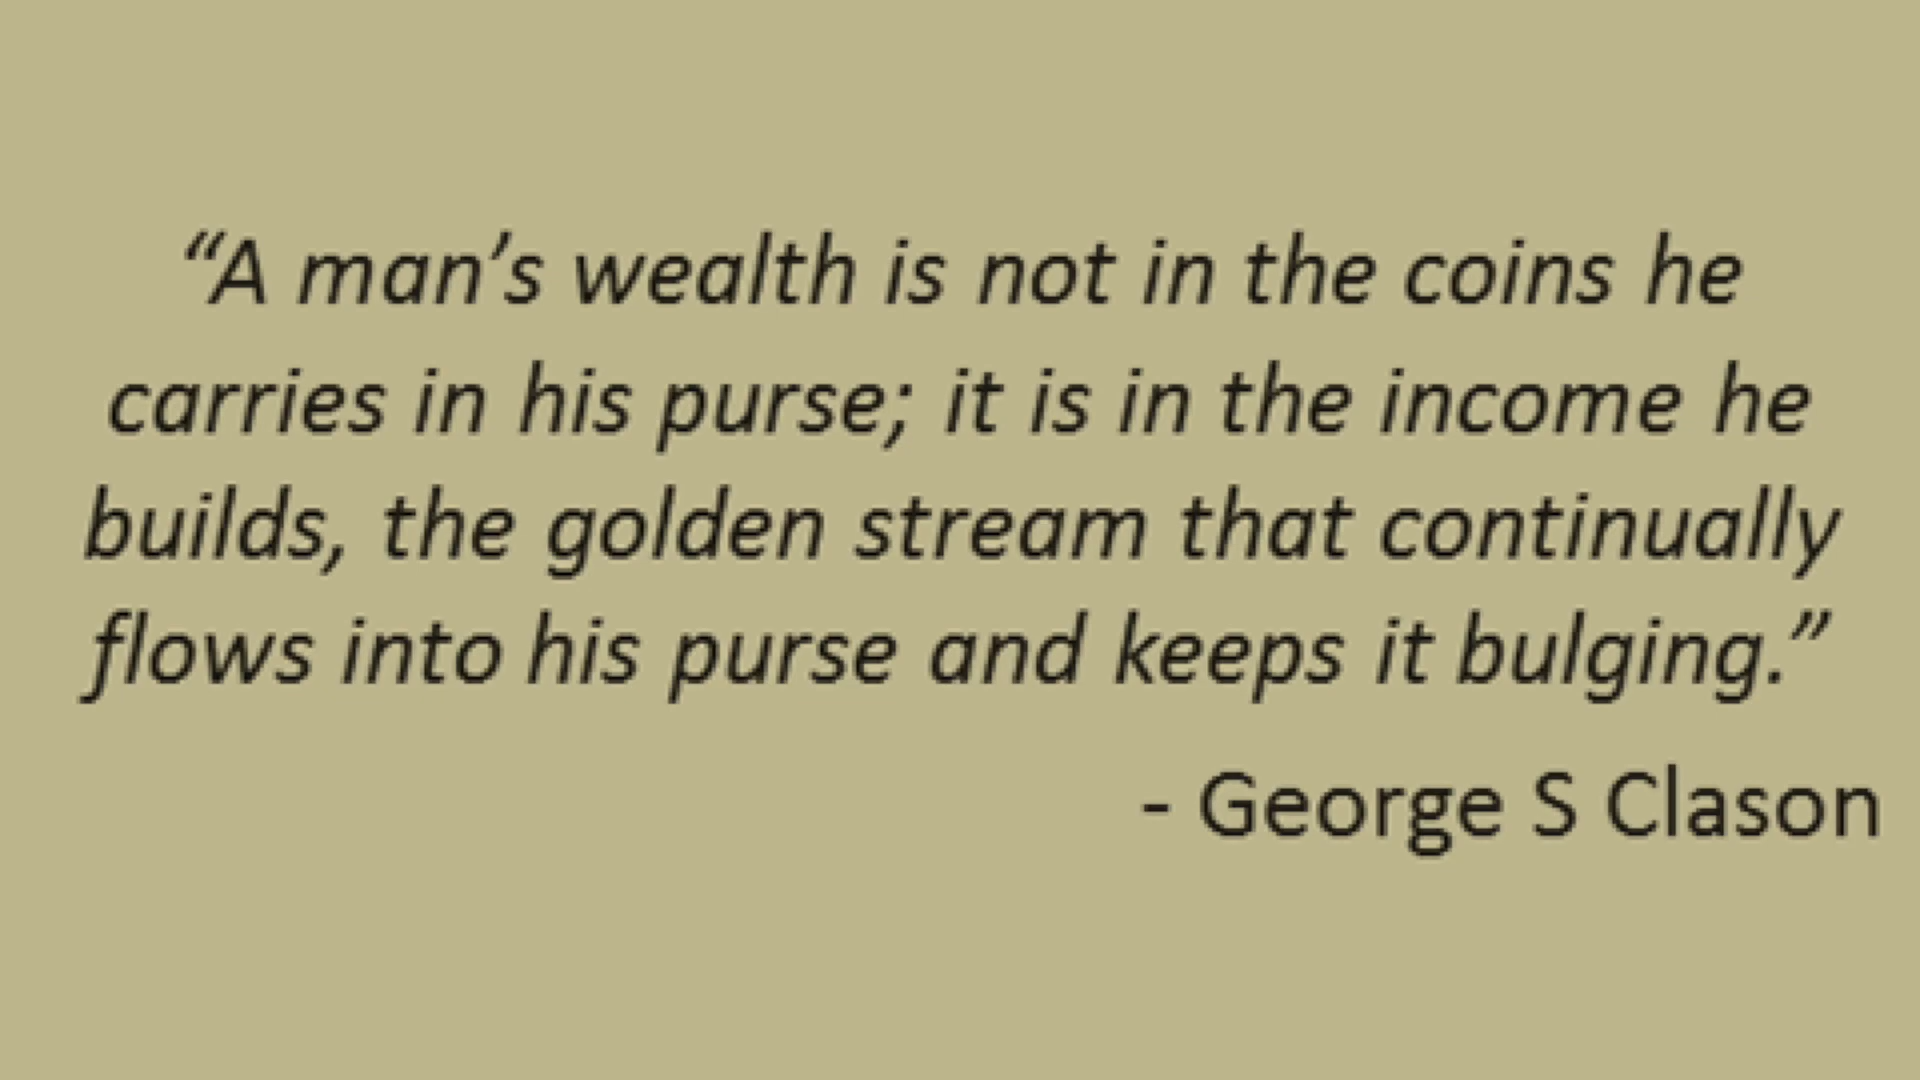 “A man’s wealth is not in the coins he
carries in his purse; it is in the income he
builds, the golden stream that continually
flows into his purse and keeps it bulging.”
- George S Clason